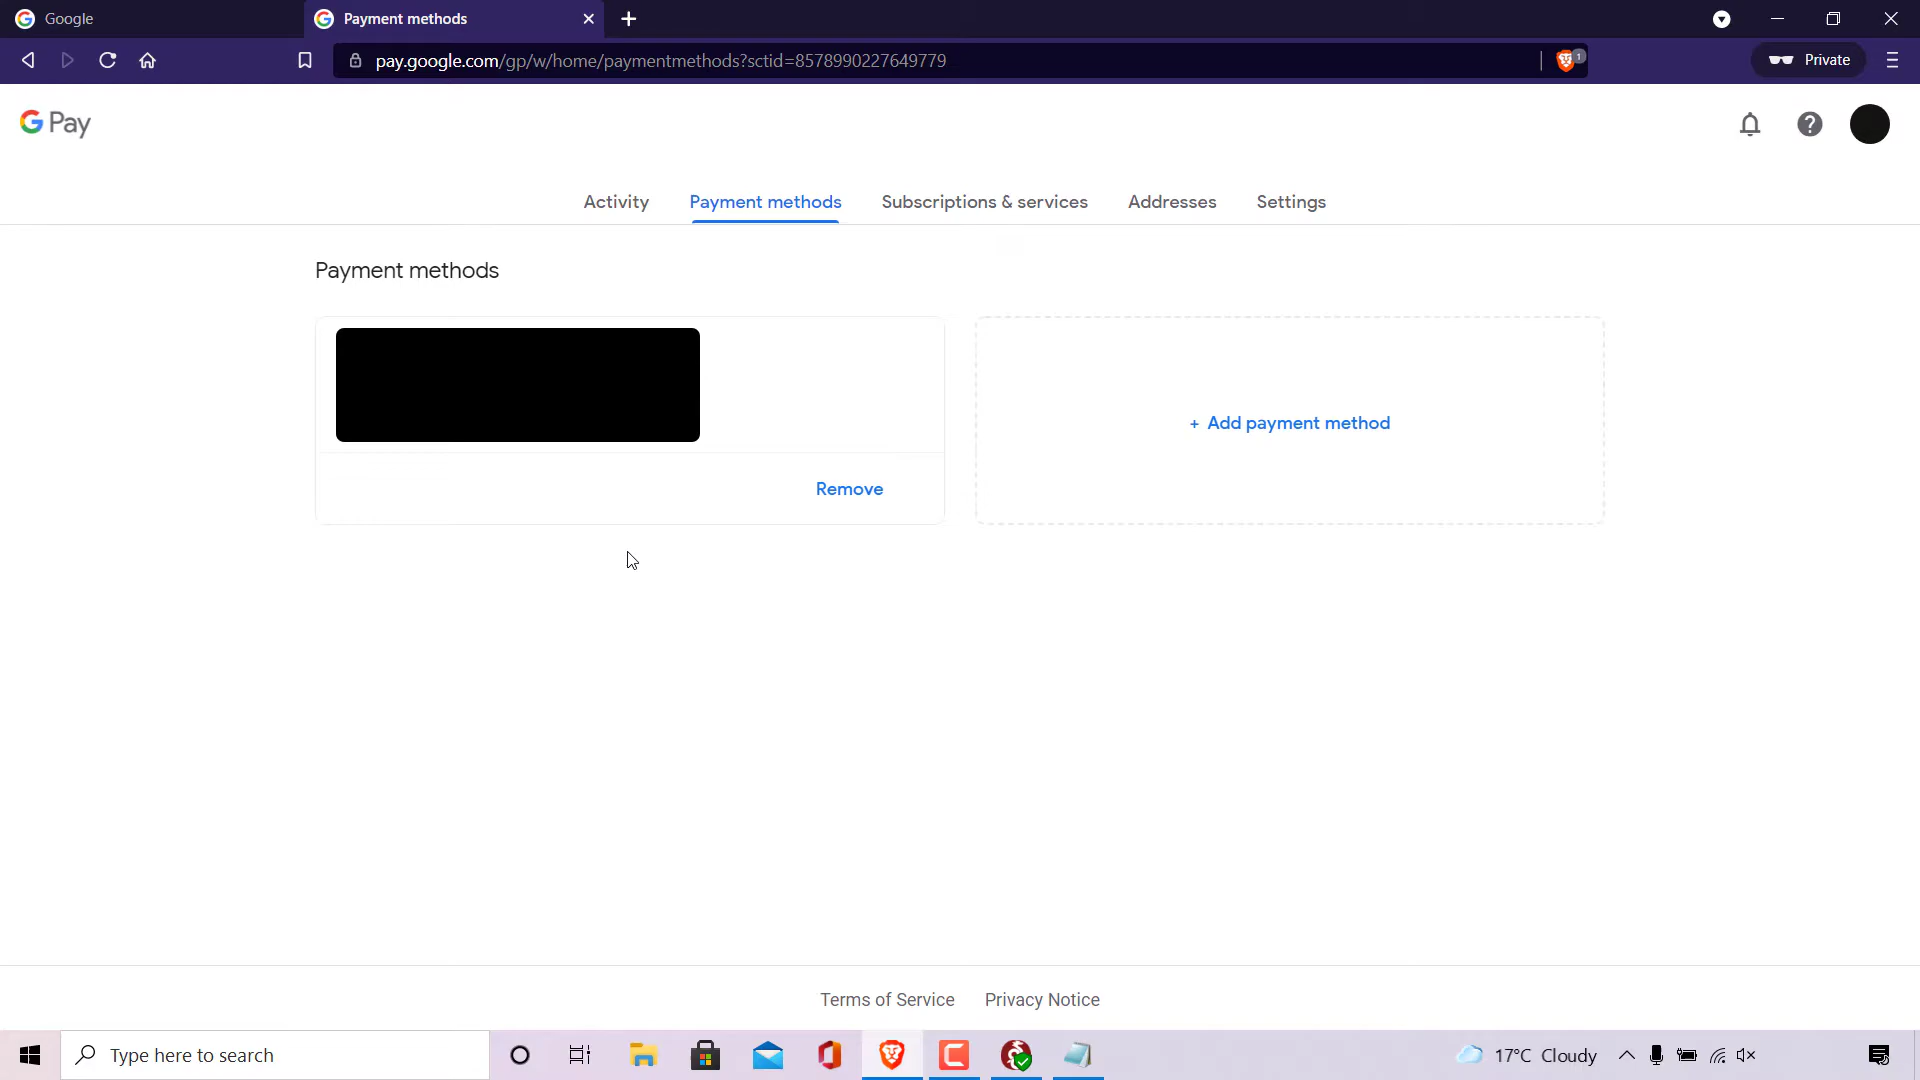 Google
Payment methods
pay.google.com/gp/w/home/paymentmethods?sctid=8578990227649779
1
Private
G Pay
Activity
Payment methods
Subscriptions & services
Addresses
Settings
Payment methods
Remove
+ Add payment method
Terms of Service
Privacy Notice
Type here to search
17°C Cloudy